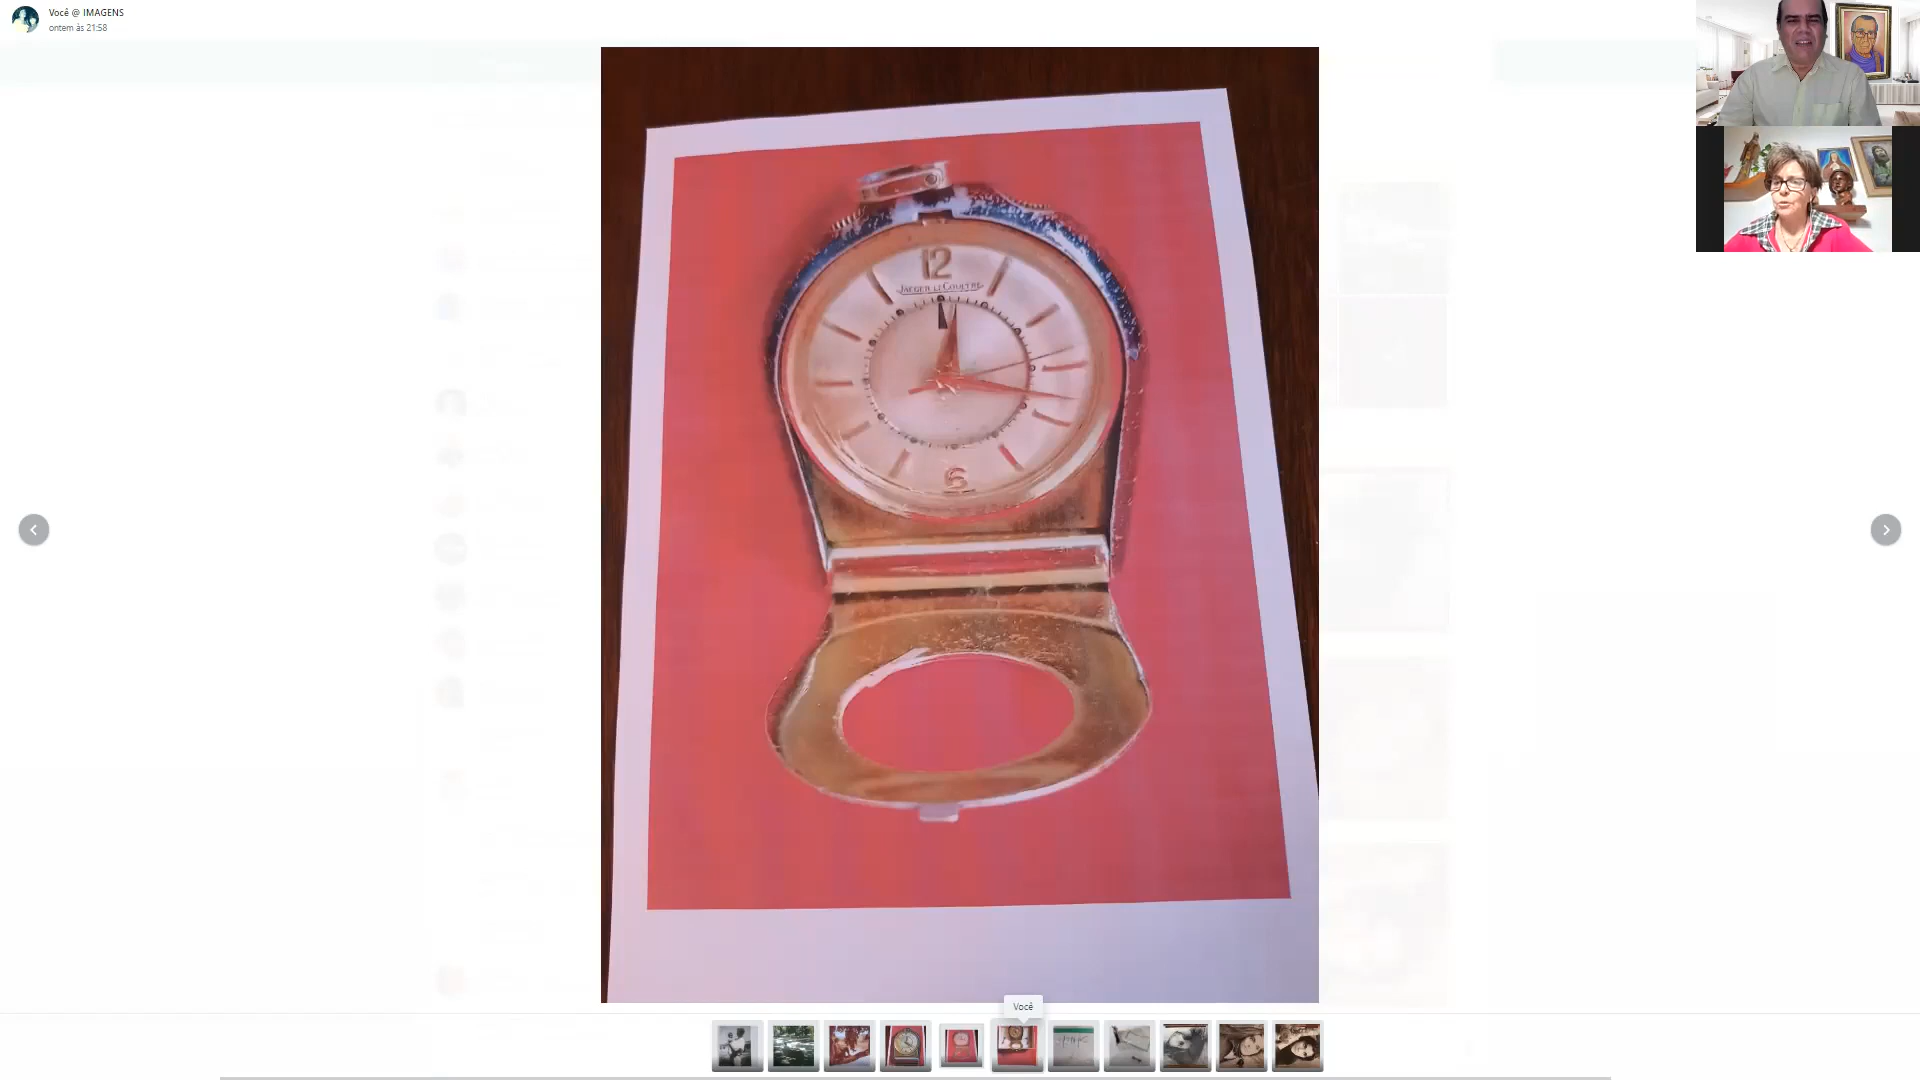 Você @ IMAGENS
ontem às 21:58
12
JAEGER LECOULTRE
6
Você